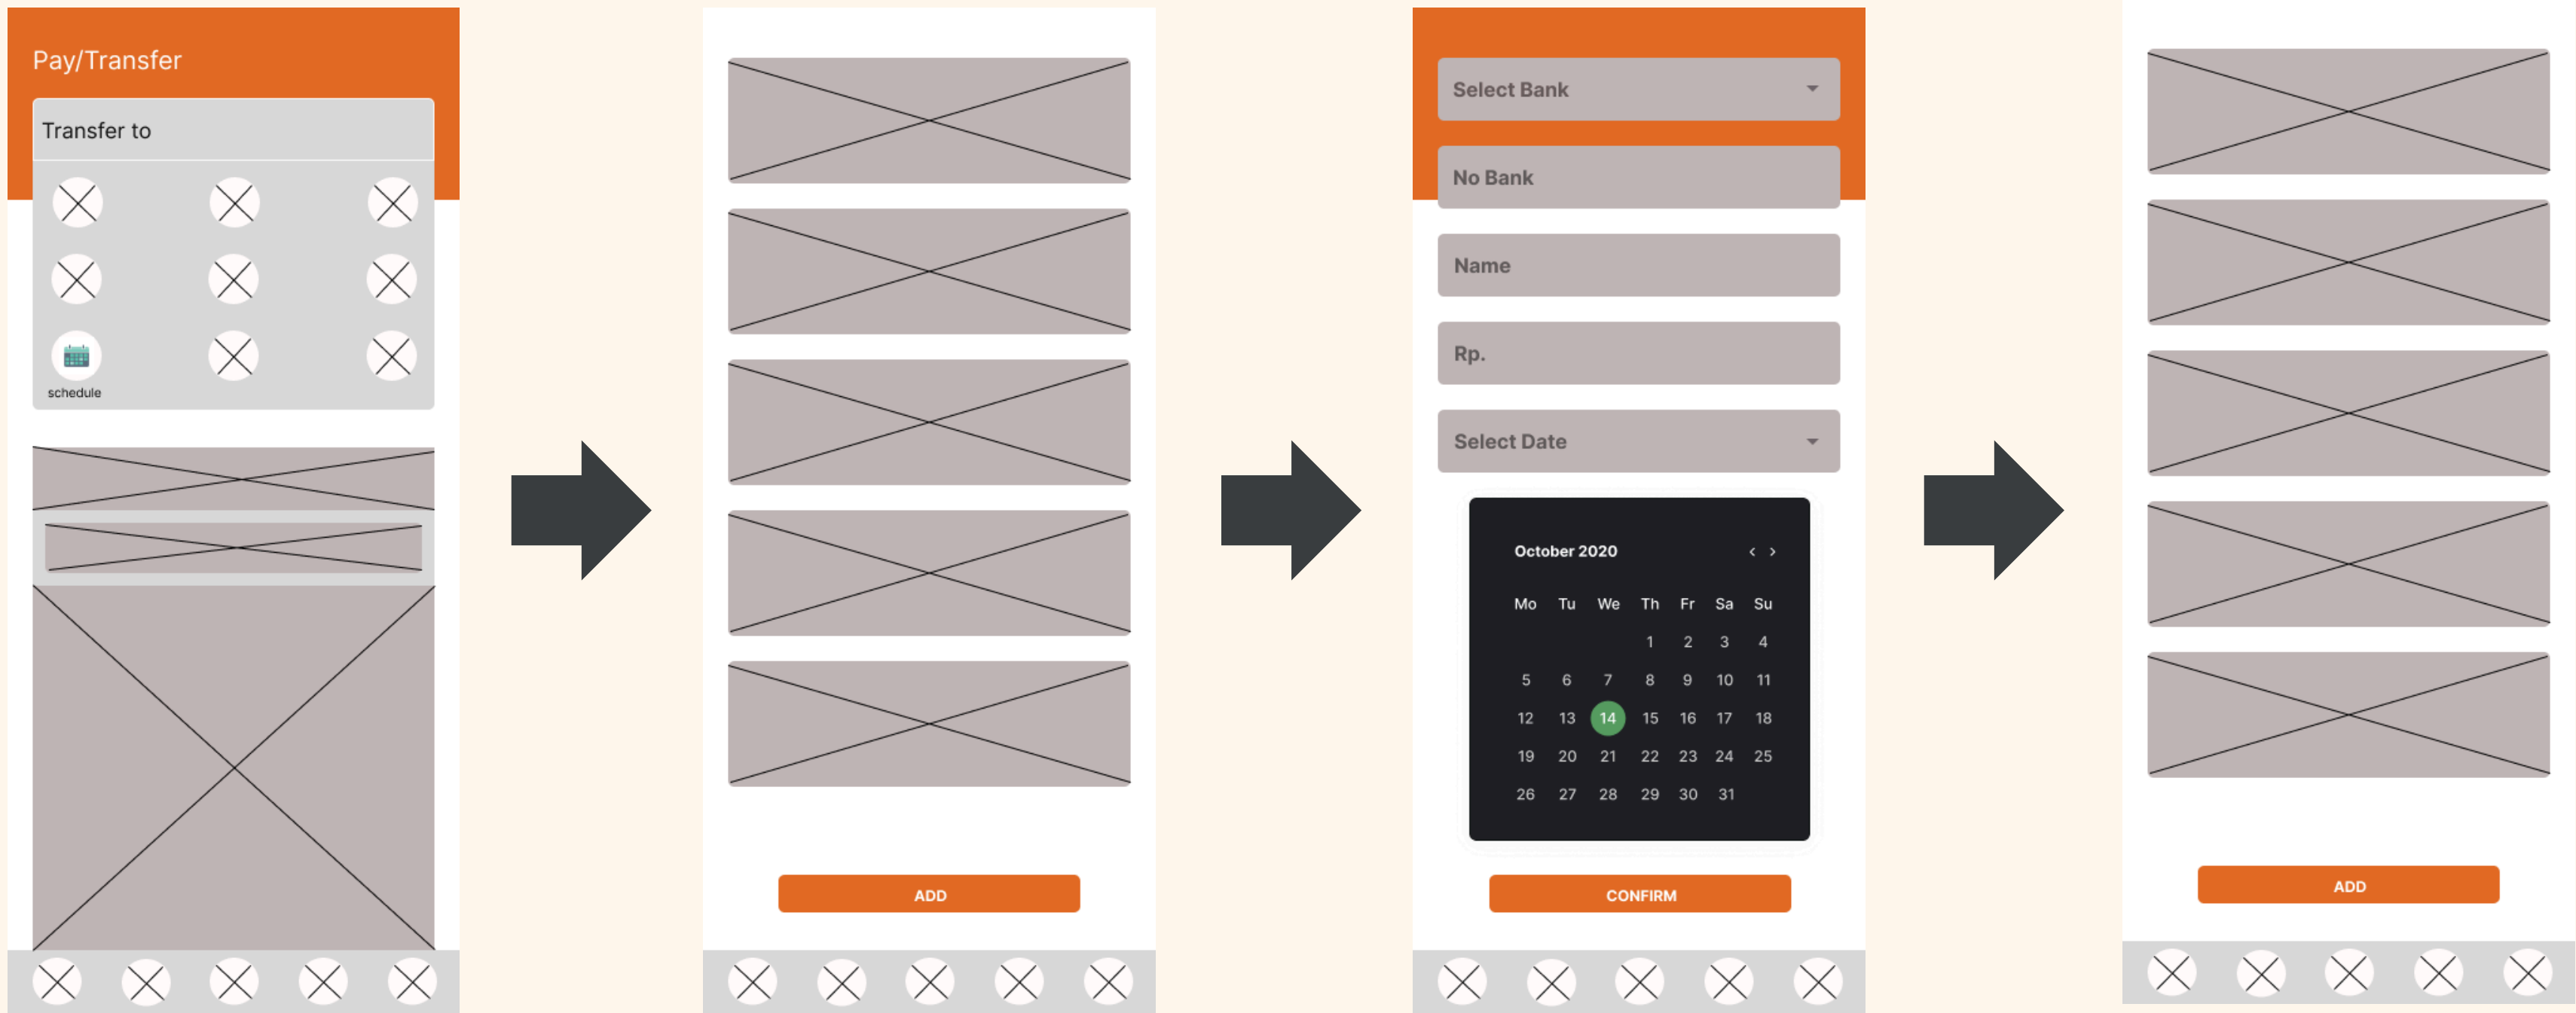 Pay/Transfer
Transfer to
schedule
ADD
Select Bank
No Bank
Name
Rp.
Select Date
October 2020 < >
Mo Tu We Th Fr Sa Su
1 2 3 4
5 6 7 8 9 10 11
12 13 14 15 16 17 18
19 20 21 22 23 24 25
26 27 28 29 30 31
CONFIRM
ADD